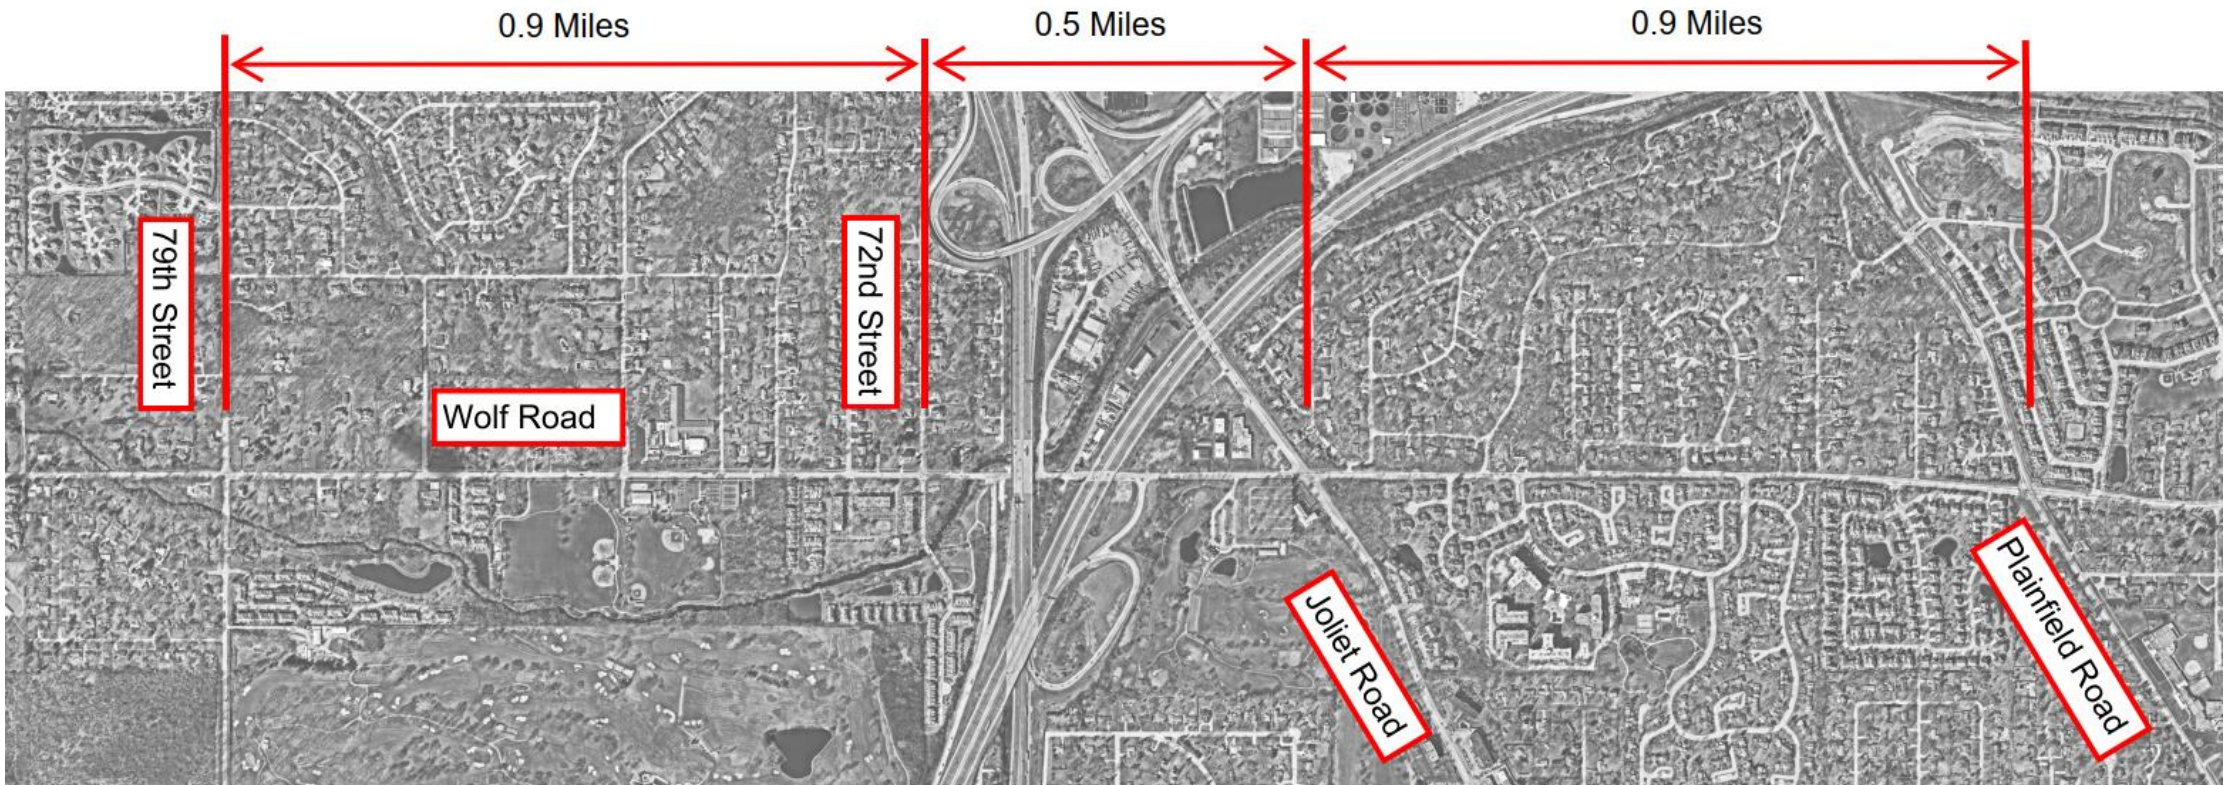 0.9 Miles
0.5 Miles
0.9 Miles
79th Street
72nd Street
Wolf Road
Joliet Road
Plainfield Road